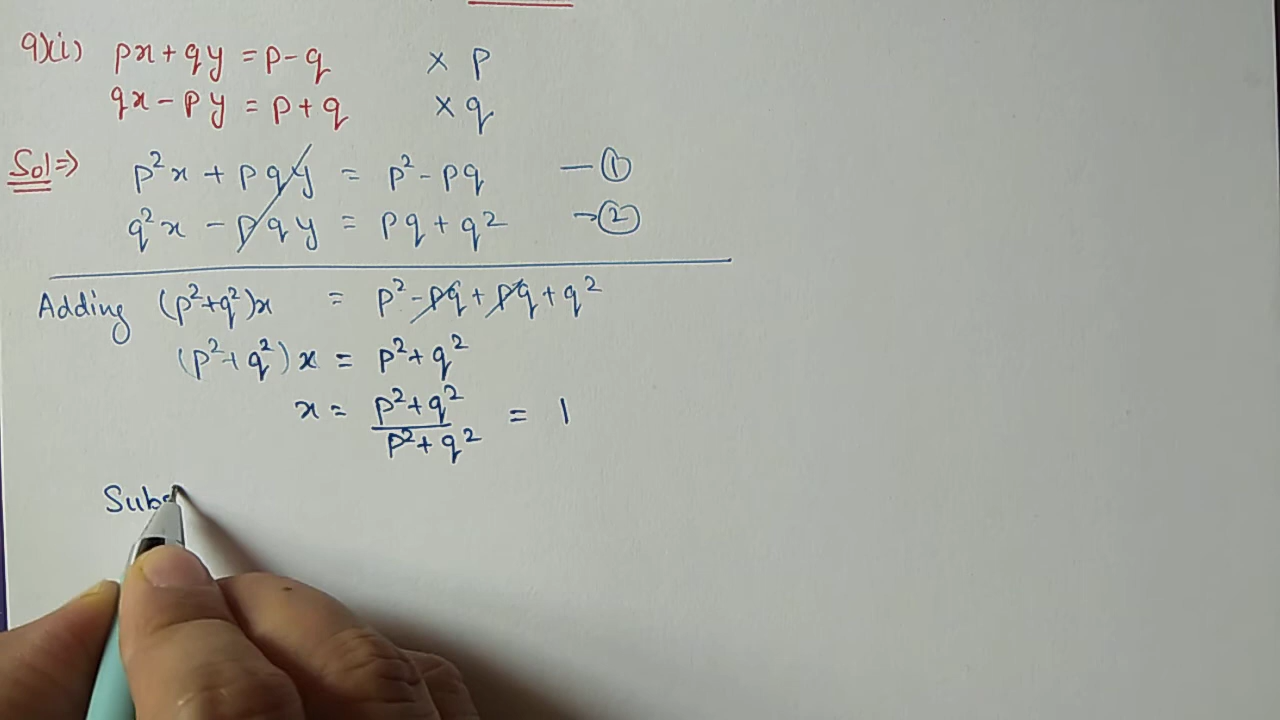 9)(i) px + qy = p - q × p
qx - py = p + q × q
Sol ⇒ p²x + pqy = p² - pq — ①
q²x - pqy = pq + q² → ②
Adding (p²+q²)x = p² - pq + pq + q²
(p²+q²)x = p²+q²
x = p²+q² / p²+q² = 1
Subs